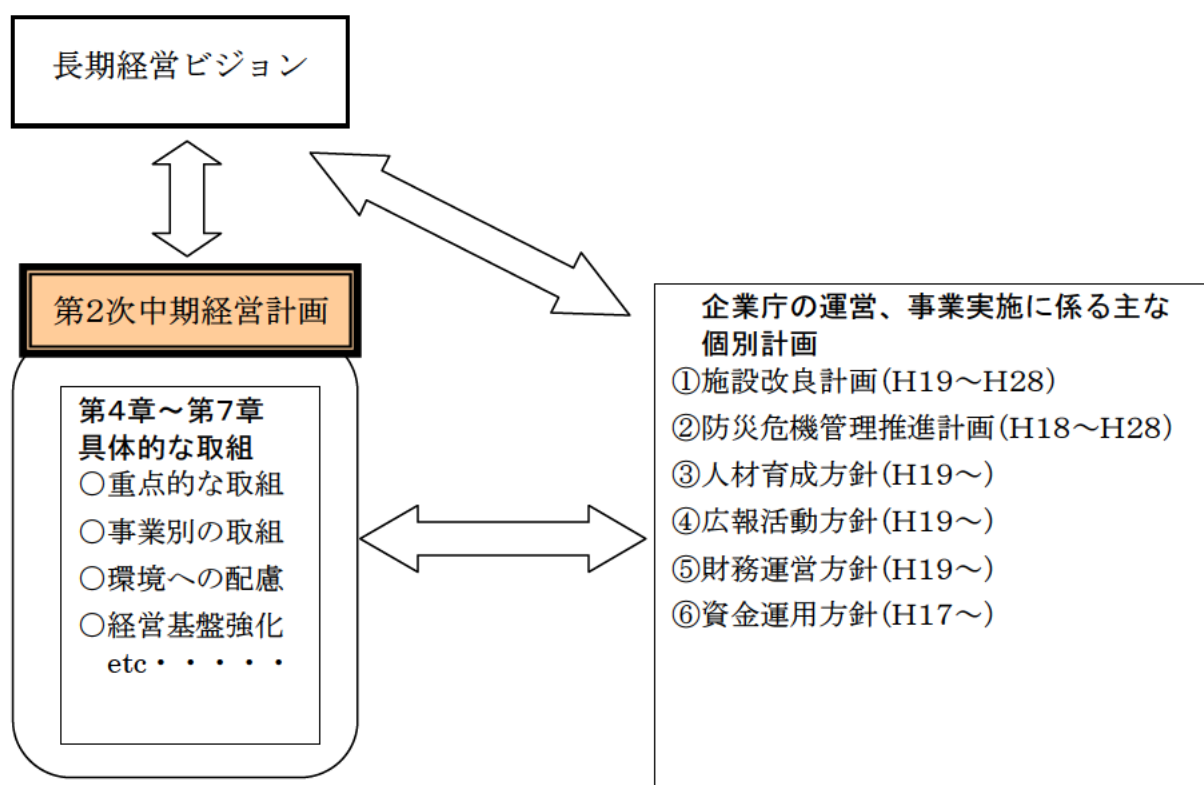 長期経営ビジョン
第2次中期経営計画
第4章～第7章
具体的な取組
○重点的な取組
○事業別の取組
○環境への配慮
○経営基盤強化
etc・・・・・
企業庁の運営、事業実施に係る主な
個別計画
①施設改良計画(H19～H28)
②防災危機管理推進計画(H18～H28)
③人材育成方針(H19～)
④広報活動方針(H19～)
⑤財務運営方針(H19～)
⑥資金運用方針(H17～)